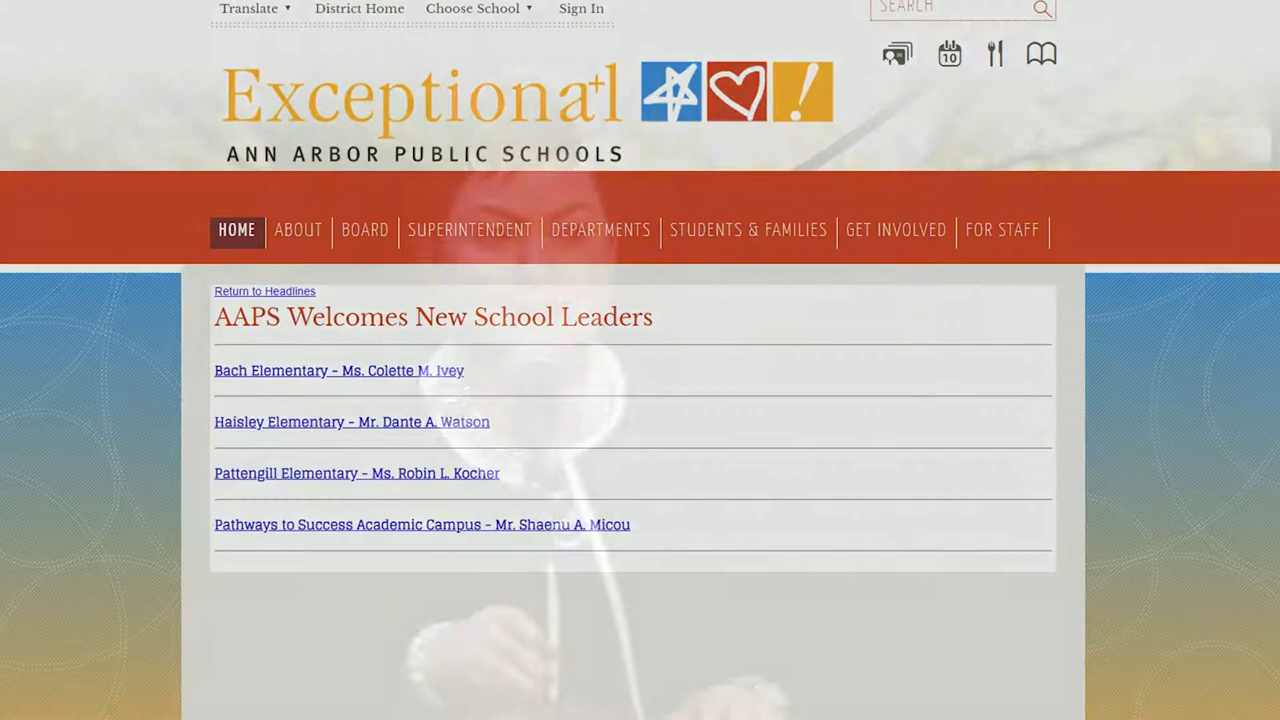 Translate ▼ District Home Choose School ▼ Sign In
SEARCH
10
Exceptiona+l
ANN ARBOR PUBLIC SCHOOLS
HOME ABOUT BOARD SUPERINTENDENT DEPARTMENTS STUDENTS & FAMILIES GET INVOLVED FOR STAFF
Return to Headlines
AAPS Welcomes New School Leaders
Bach Elementary - Ms. Colette M. Ivey
Haisley Elementary - Mr. Dante A. Watson
Pattengill Elementary - Ms. Robin L. Kocher
Pathways to Success Academic Campus - Mr. Shaenu A. Micou